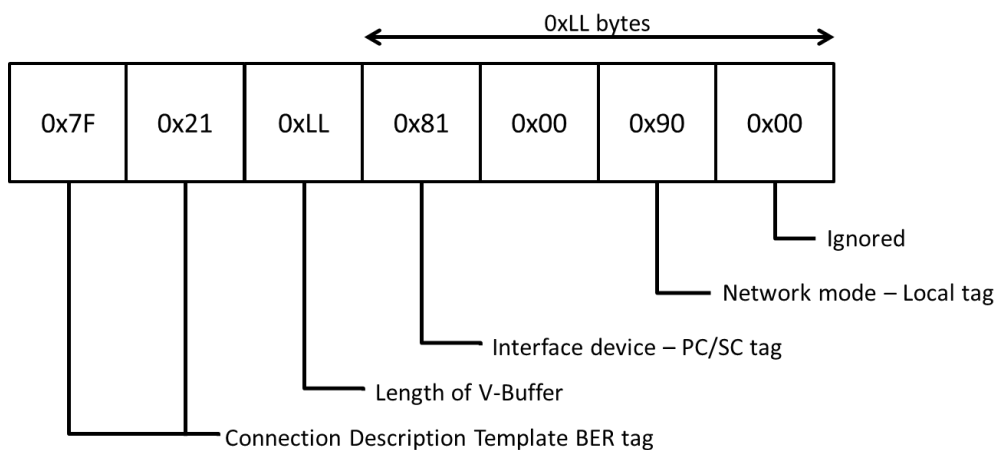 0xLL bytes
0x7F 0x21 0xLL 0x81 0x00 0x90 0x00
Ignored
Network mode – Local tag
Interface device – PC/SC tag
Length of V-Buffer
Connection Description Template BER tag